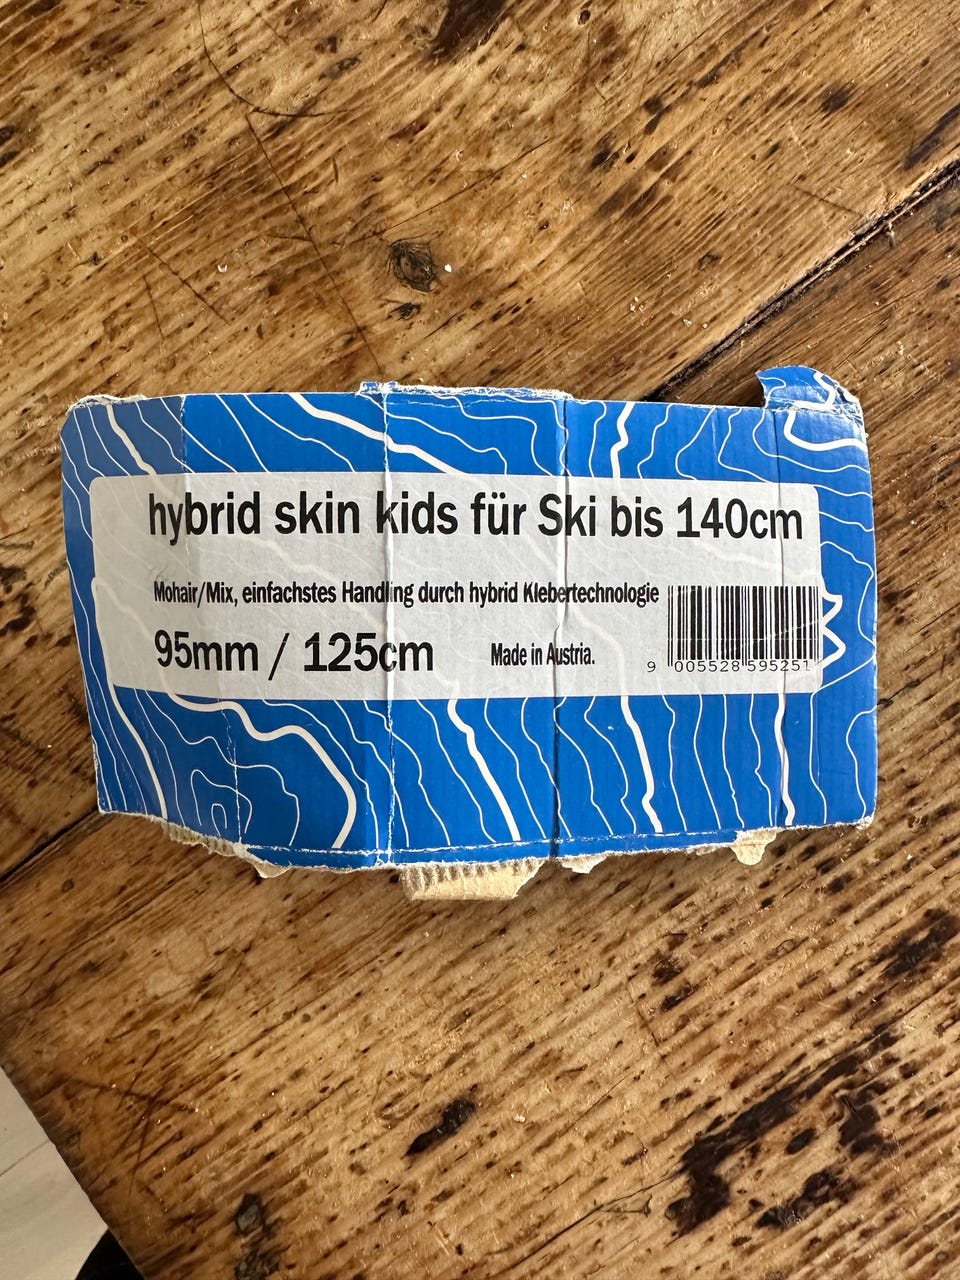 hybrid skin kids für Ski bis 140cm
Mohair/Mix, einfachstes Handling durch hybrid Klebertechnologie
95mm / 125cm
Made in Austria.
9 005528 595251